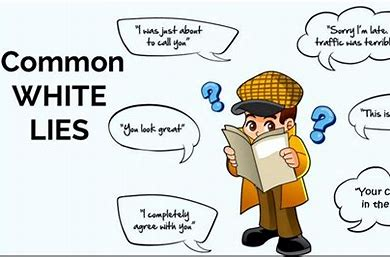 Common
WHITE
LIES
"I was just about
to call you"
"Sorry I'm late.
traffic was terrible
"You look great"
"This is
"I completely
agree with you"
"Your c
in the
?
?